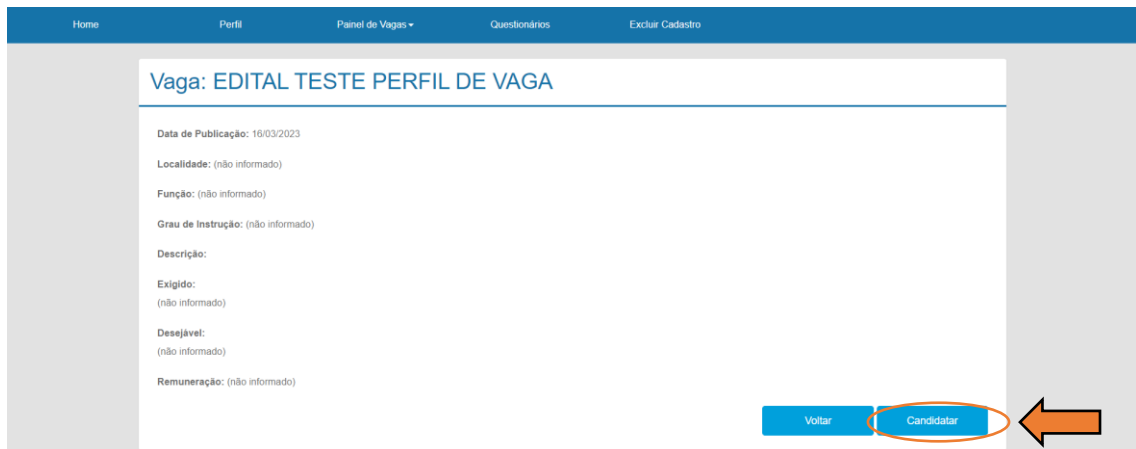 Home Perfil Painel de Vagas Questionários Excluir Cadastro
Vaga: EDITAL TESTE PERFIL DE VAGA
Data de Publicação: 16/03/2023
Localidade: (não informado)
Função: (não informado)
Grau de Instrução: (não informado)
Descrição:
Exigido:
(não informado)
Desejável:
(não informado)
Remuneração: (não informado)
Voltar Candidatar